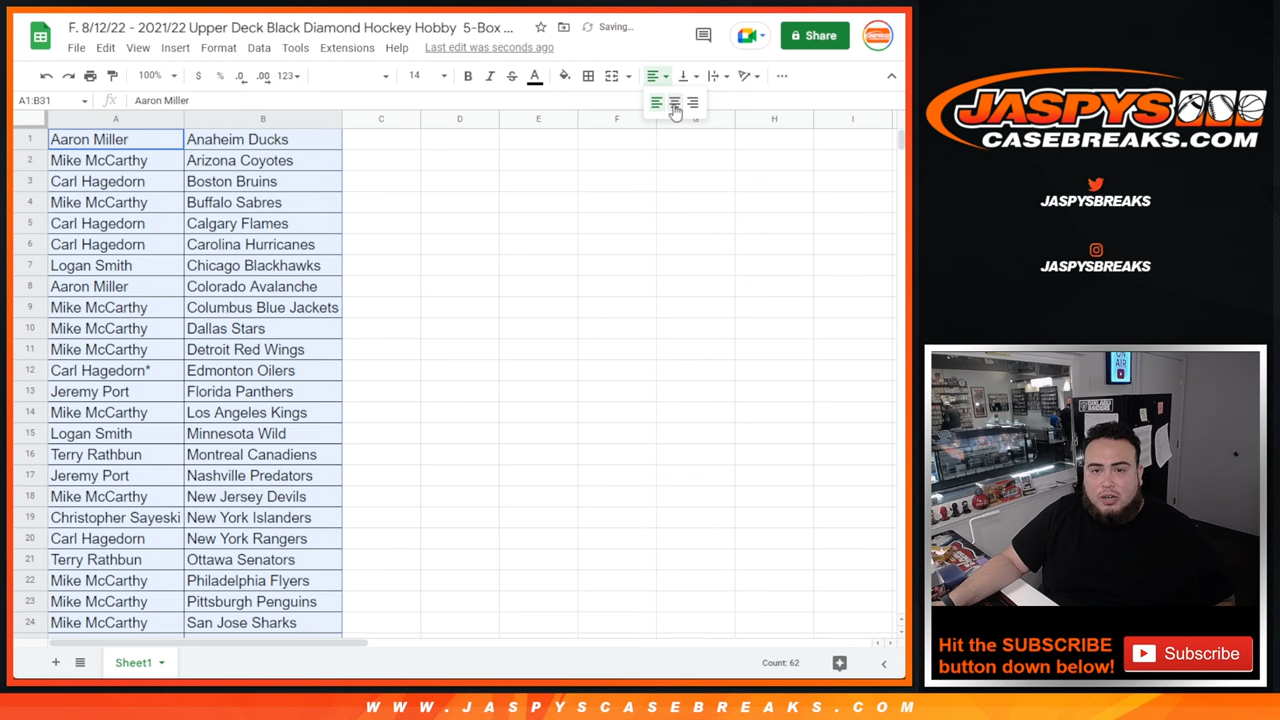 F. 8/12/22 - 2021/22 Upper Deck Black Diamond Hockey Hobby 5-Box ...
Saving...
Share
File Edit View Insert Format Data Tools Extensions Help Last edit was seconds ago
100% $ % .0 .00 123 14 B I S A
A1:B31 fx Aaron Miller
A B C D E F G H I
1 Aaron Miller Anaheim Ducks
2 Mike McCarthy Arizona Coyotes
3 Carl Hagedorn Boston Bruins
4 Mike McCarthy Buffalo Sabres
5 Carl Hagedorn Calgary Flames
6 Carl Hagedorn Carolina Hurricanes
7 Logan Smith Chicago Blackhawks
8 Aaron Miller Colorado Avalanche
9 Mike McCarthy Columbus Blue Jackets
10 Mike McCarthy Dallas Stars
11 Mike McCarthy Detroit Red Wings
12 Carl Hagedorn* Edmonton Oilers
13 Jeremy Port Florida Panthers
14 Mike McCarthy Los Angeles Kings
15 Logan Smith Minnesota Wild
16 Terry Rathbun Montreal Canadiens
17 Jeremy Port Nashville Predators
18 Mike McCarthy New Jersey Devils
19 Christopher Sayeski New York Islanders
20 Carl Hagedorn New York Rangers
21 Terry Rathbun Ottawa Senators
22 Mike McCarthy Philadelphia Flyers
23 Mike McCarthy Pittsburgh Penguins
24 Mike McCarthy San Jose Sharks
Sheet1
Count: 62
JASPYS
CASEBREAKS.COM
JASPYSBREAKS
JASPYSBREAKS
ON
AIR
Hit the SUBSCRIBE
button down below!
Subscribe
WWW.JASPYSCASEBREAKS.COM